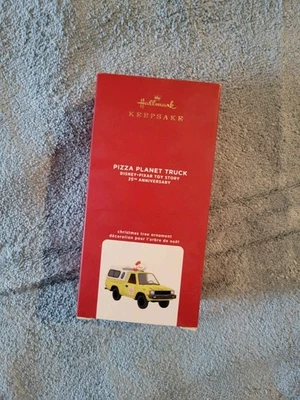 Hallmark
KEEPSAKE
PIZZA PLANET TRUCK
DISNEY•PIXAR TOY STORY
25TH ANNIVERSARY
christmas tree ornament
décoration pour l'arbre de noël